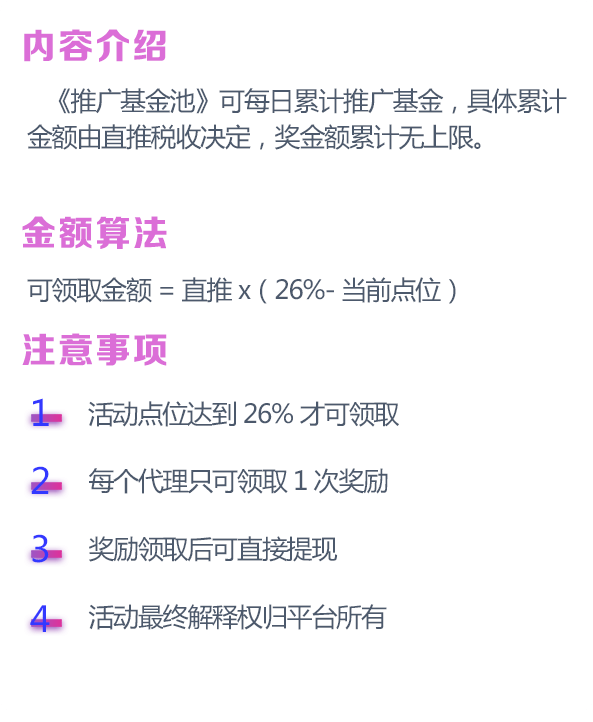 内容介绍
《推广基金池》可每日累计推广基金，具体累计
金额由直推税收决定，奖金额累计无上限。
金额算法
可领取金额 = 直推 x（ 26%- 当前点位 ）
注意事项
1 活动点位达到 26% 才可领取
2 每个代理只可领取 1 次奖励
3 奖励领取后可直接提现
4 活动最终解释权归平台所有